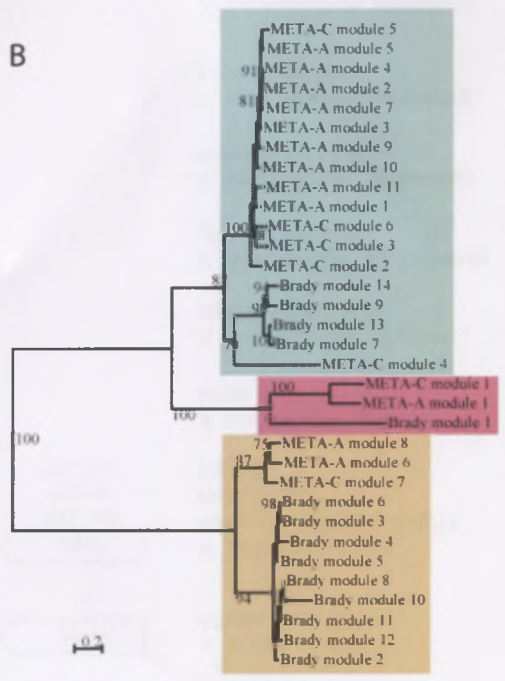 B
META-C module 5
META-A module 5
91
META-A module 4
META-A module 2
81
META-A module 7
META-A module 3
META-A module 9
META-A module 10
META-A module 11
META-A module 1
100
META-C module 6
META-C module 3
META-C module 2
Brady module 14
Brady module 9
Brady module 13
Brady module 7
META-C module 4
100
META-C module 1
META-A module 1
100
Brady module 1
100
75
META-A module 8
87
META-A module 6
META-C module 7
98
Brady module 6
Brady module 3
Brady module 4
Brady module 5
Brady module 8
94
Brady module 10
Brady module 11
Brady module 12
0.2
Brady module 2